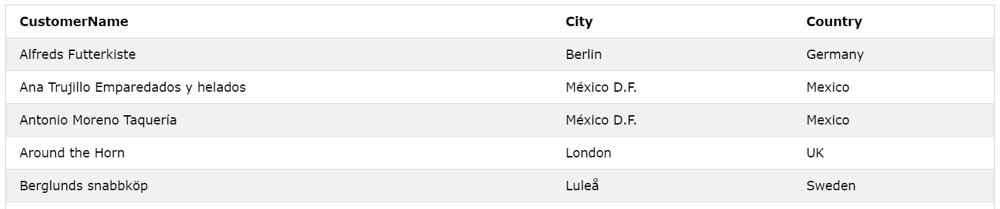 CustomerName City Country
Alfreds Futterkiste Berlin Germany
Ana Trujillo Emparedados y helados México D.F. Mexico
Antonio Moreno Taquería México D.F. Mexico
Around the Horn London UK
Berglunds snabbköp Luleå Sweden